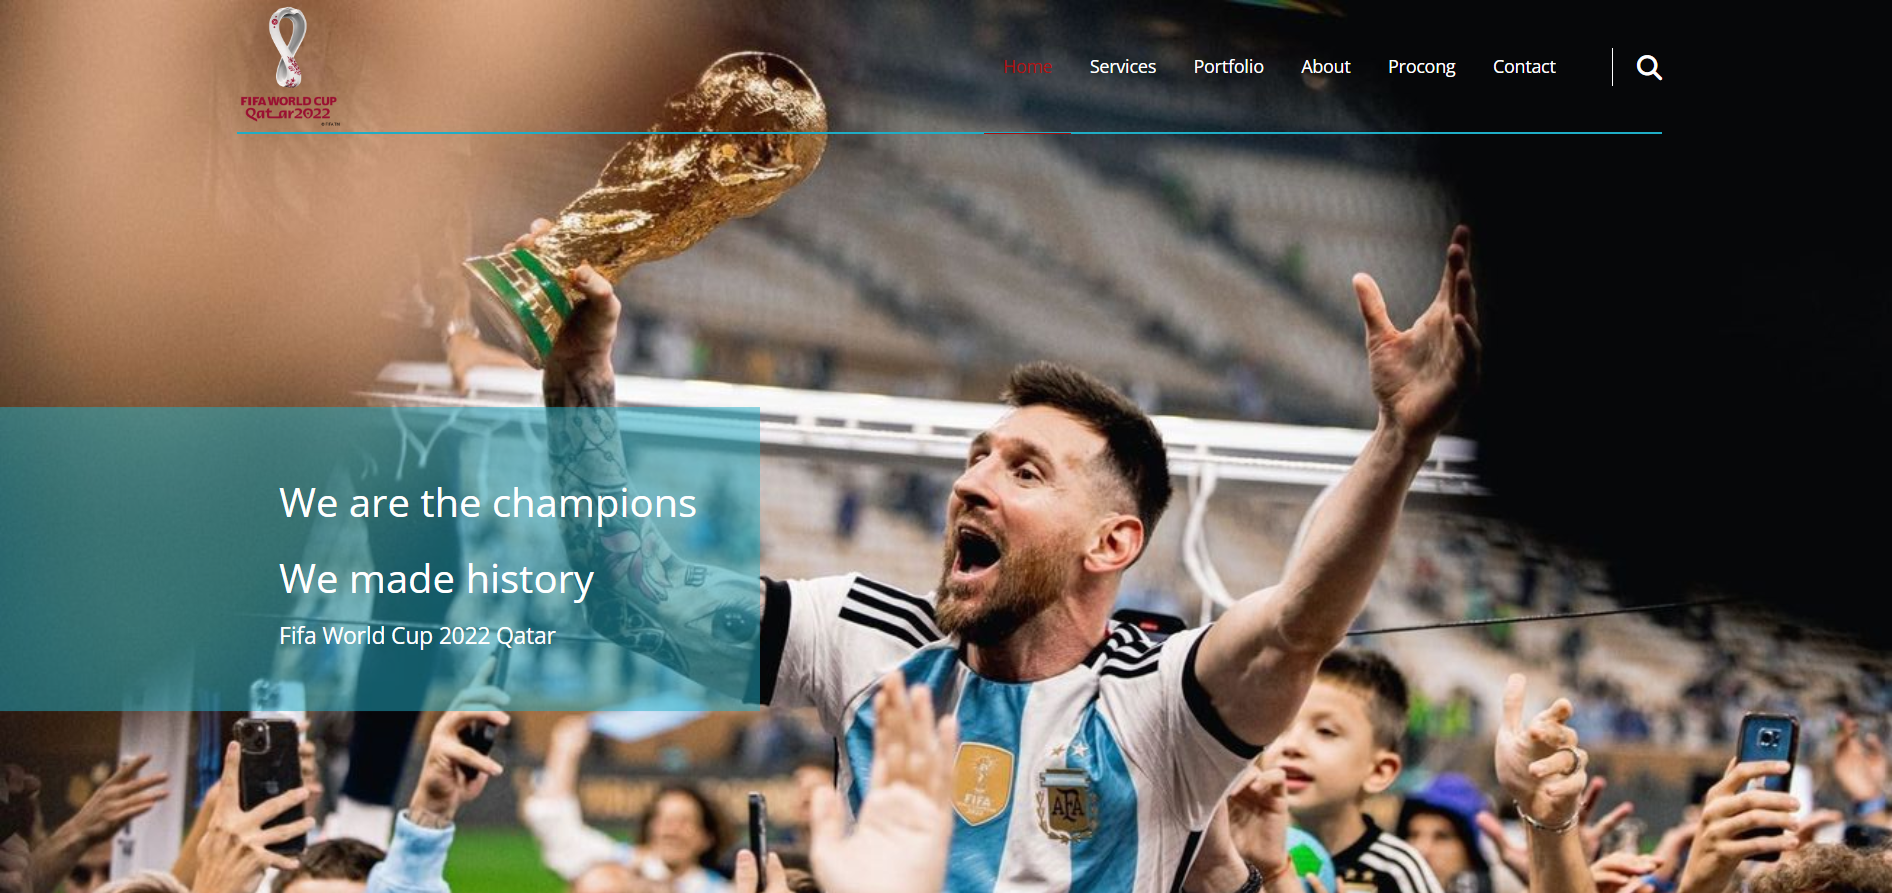 FIFA WORLD CUP
Qatar2022
Home Services Portfolio About Procong Contact
We are the champions
We made history
Fifa World Cup 2022 Qatar
FIFA
AFA